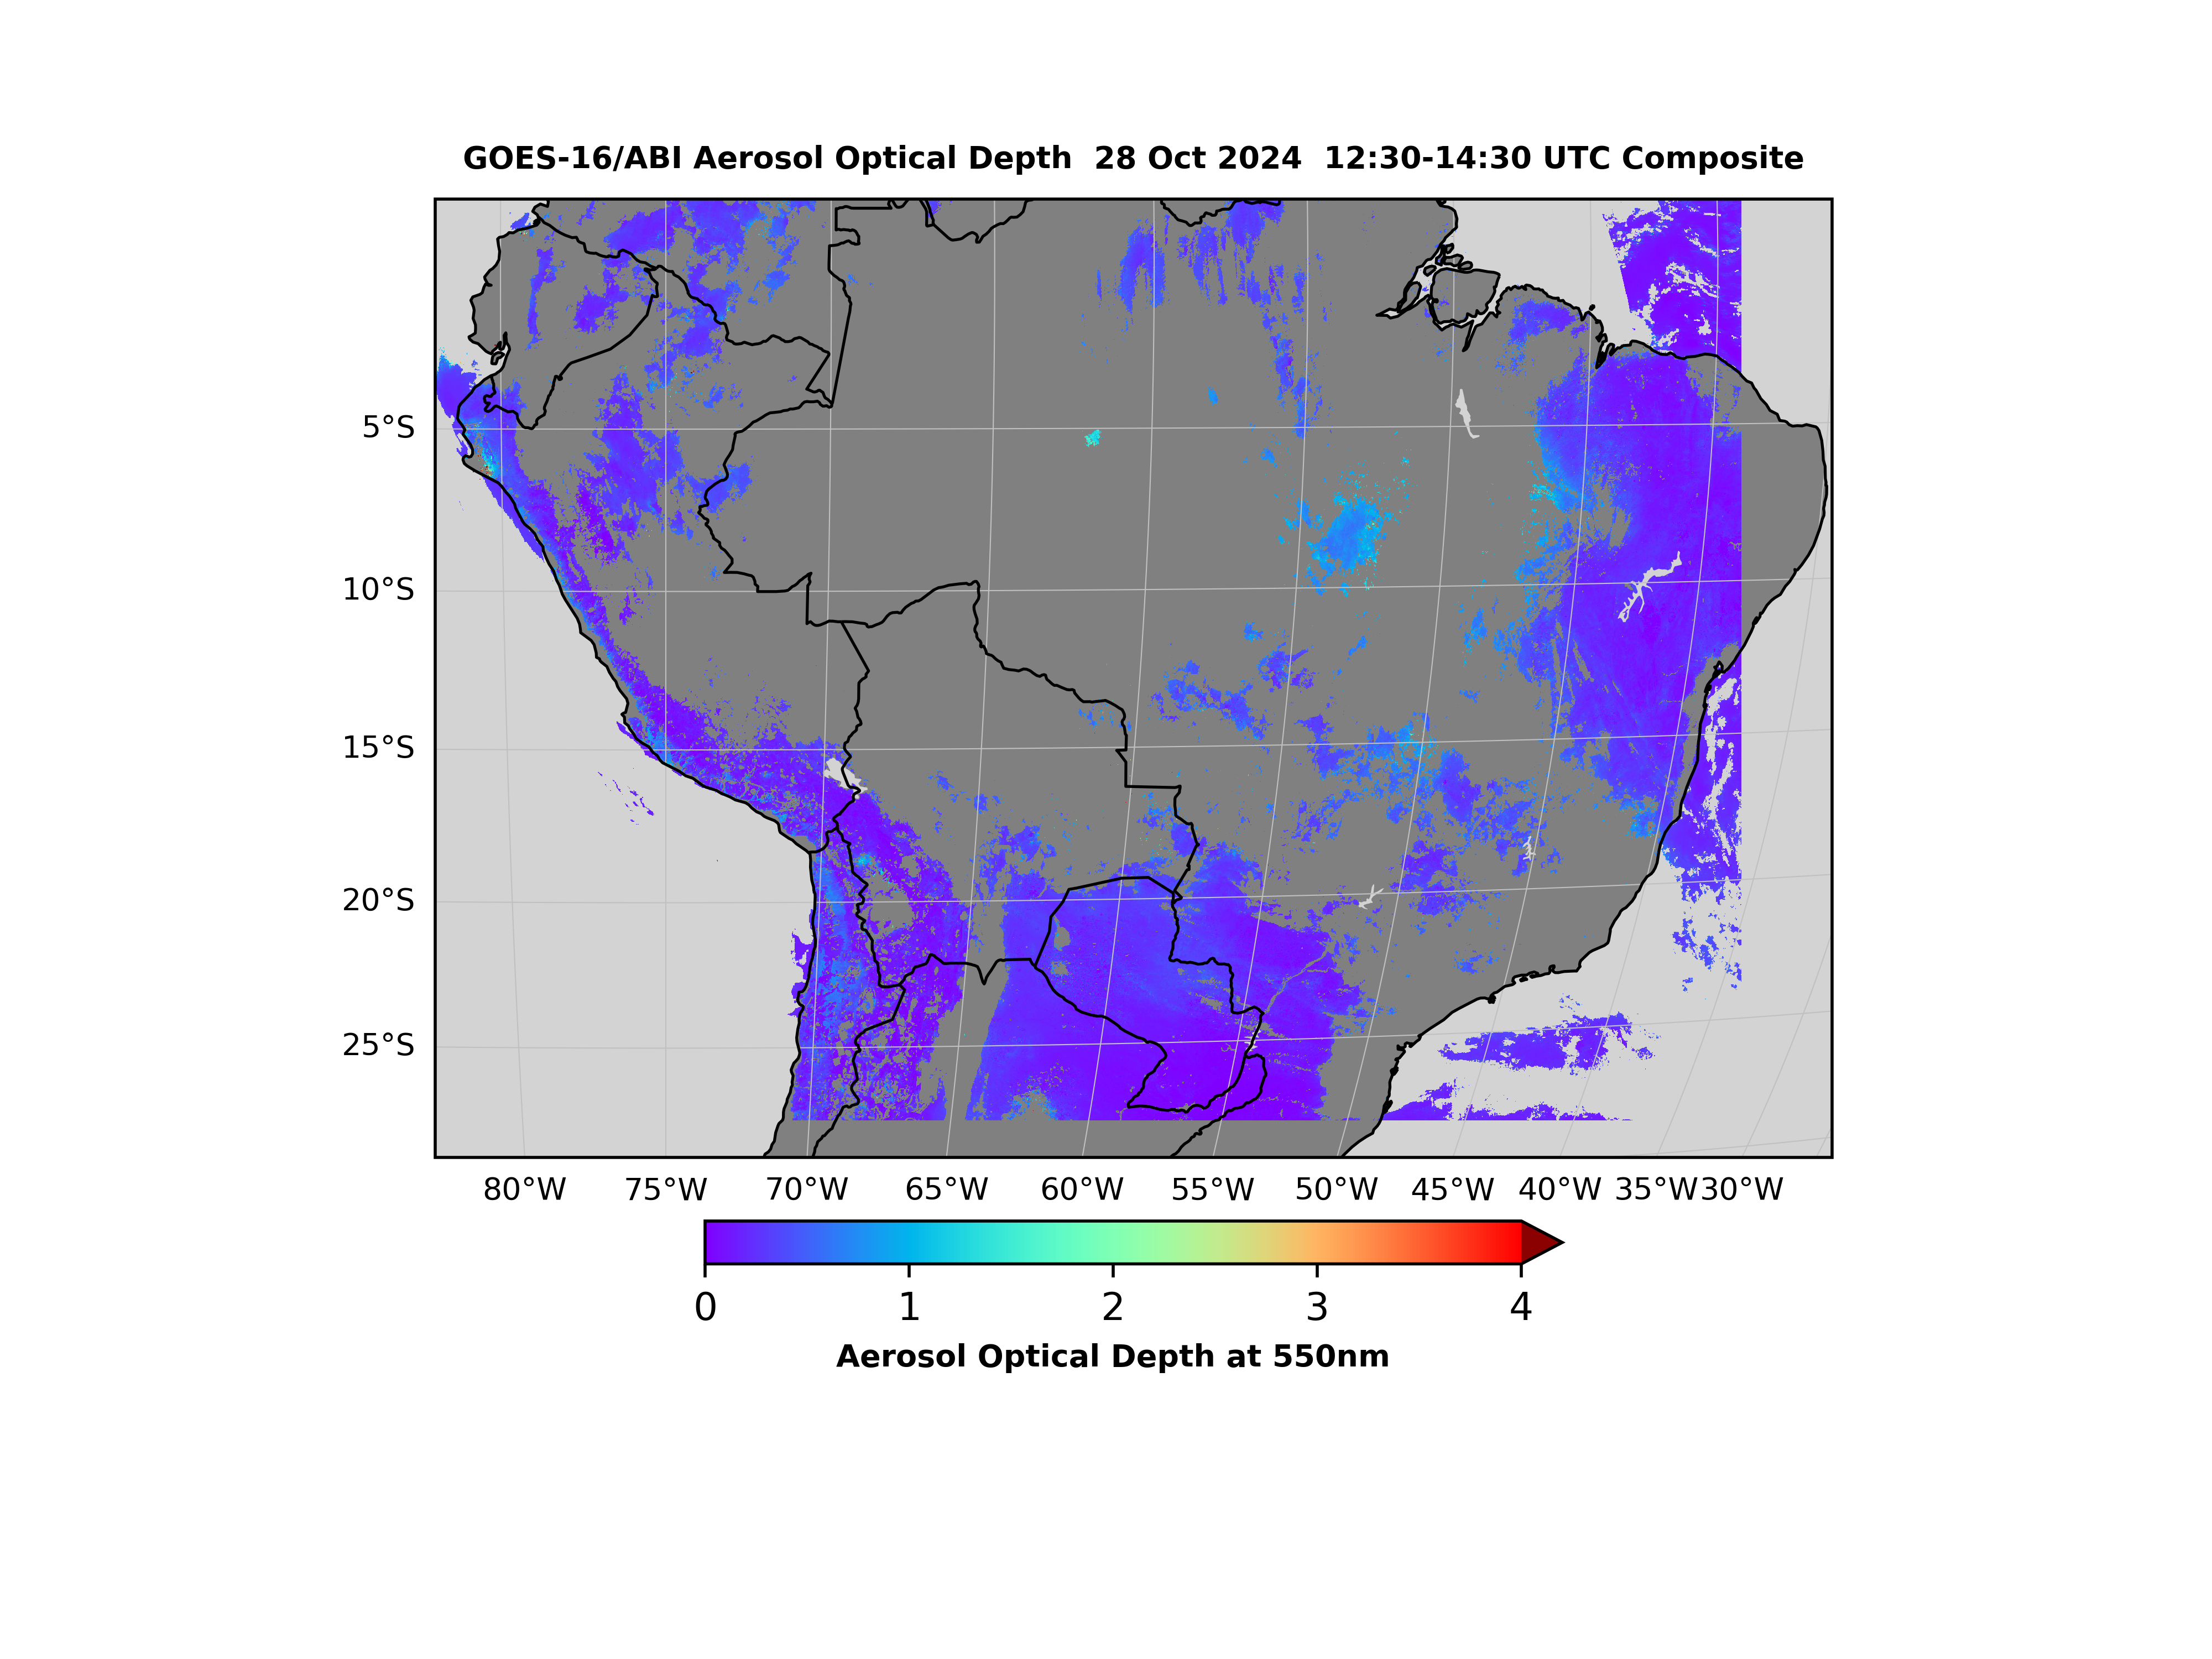 GOES-16/ABI Aerosol Optical Depth  28 Oct 2024  12:30-14:30 UTC Composite
5°S
10°S
15°S
20°S
25°S
80°W 75°W 70°W 65°W 60°W 55°W 50°W 45°W 40°W 35°W 30°W
0 1 2 3 4
Aerosol Optical Depth at 550nm